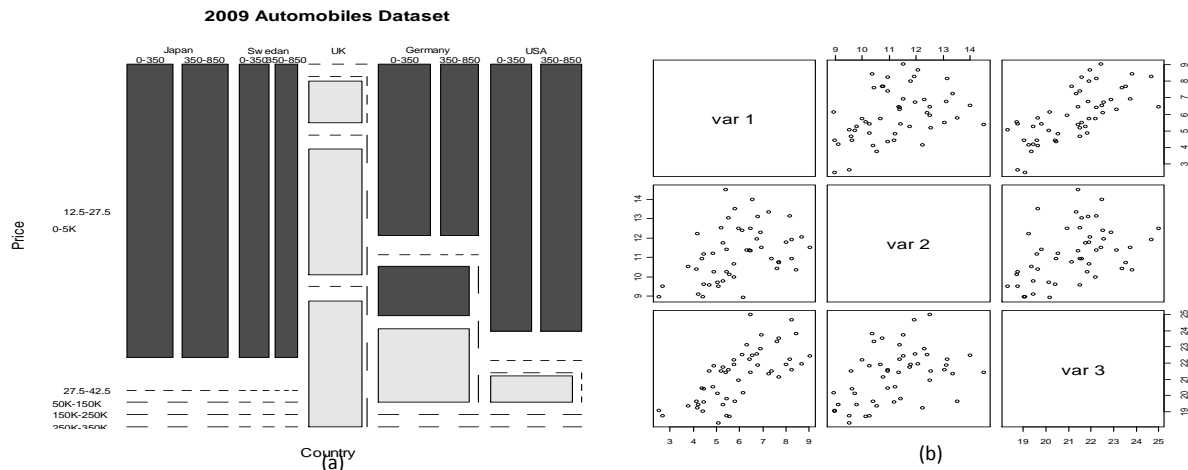 2009 Automobiles Dataset
Japan Swedan UK Germany USA
0-350 350-850 0-350 350-850 0-350 350-850 0-350 350-850
Price
12.5-27.5
0-5K
27.5-42.5
50K-150K
150K-250K
250K-350K
Country
(a)
9 10 11 12 13 14
var 1
3 4 5 6 7 8 9
9 10 11 12 13 14
var 2
var 3
19 20 21 22 23 24 25
3 4 5 6 7 8 9
19 20 21 22 23 24 25
(b)